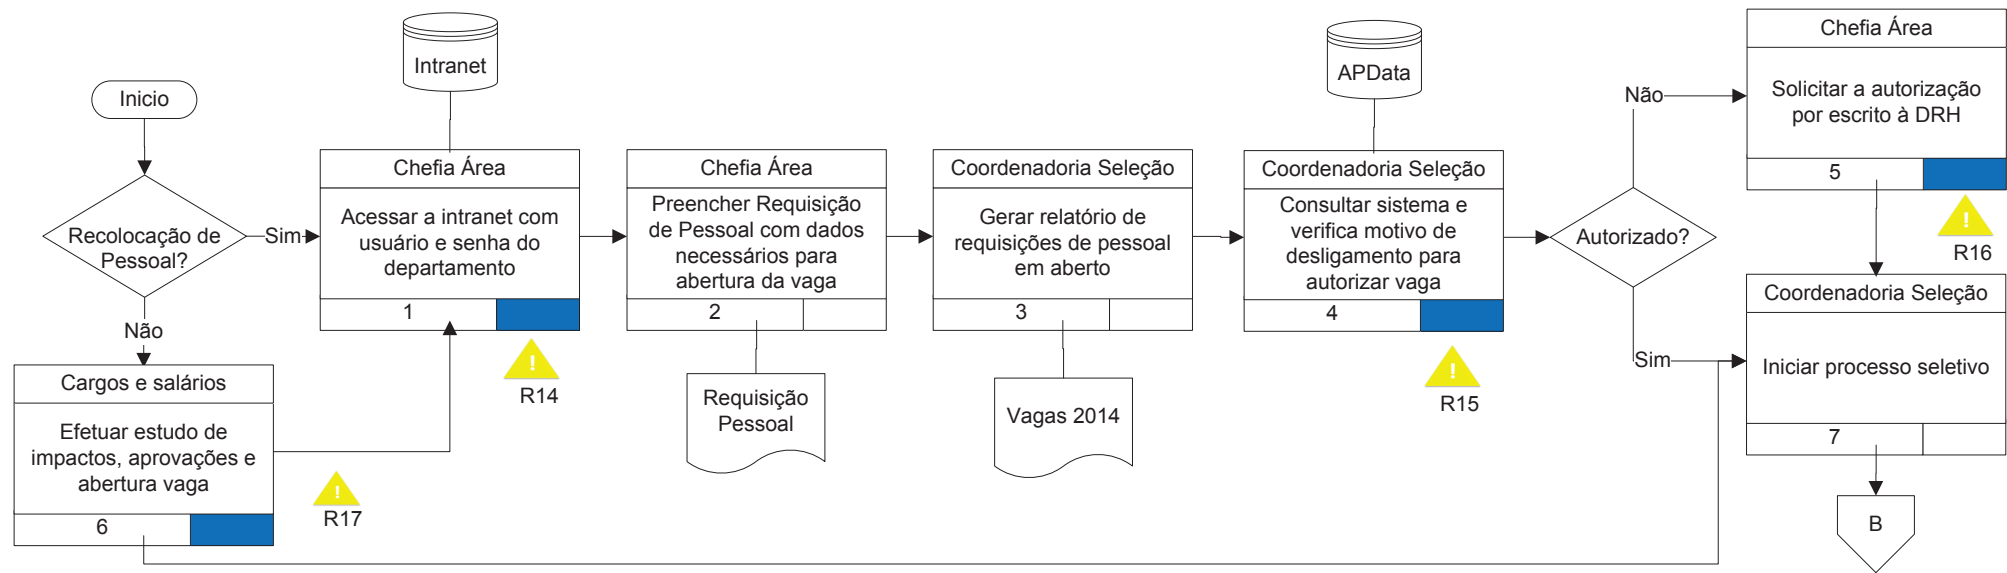 Inicio
Recolocação de
Pessoal?
Sim
Não
Cargos e salários
Efetuar estudo de
impactos, aprovações e
abertura vaga
6
!
R17
Intranet
Chefia Área
Acessar a intranet com
usuário e senha do
departamento
1
!
R14
Chefia Área
Preencher Requisição
de Pessoal com dados
necessários para
abertura da vaga
2
Requisição
Pessoal
Coordenadoria Seleção
Gerar relatório de
requisições de pessoal
em aberto
3
Vagas 2014
APData
Coordenadoria Seleção
Consultar sistema e
verifica motivo de
desligamento para
autorizar vaga
4
!
R15
Autorizado?
Não
Sim
Chefia Área
Solicitar a autorização
por escrito à DRH
5
!
R16
Coordenadoria Seleção
Iniciar processo seletivo
7
B